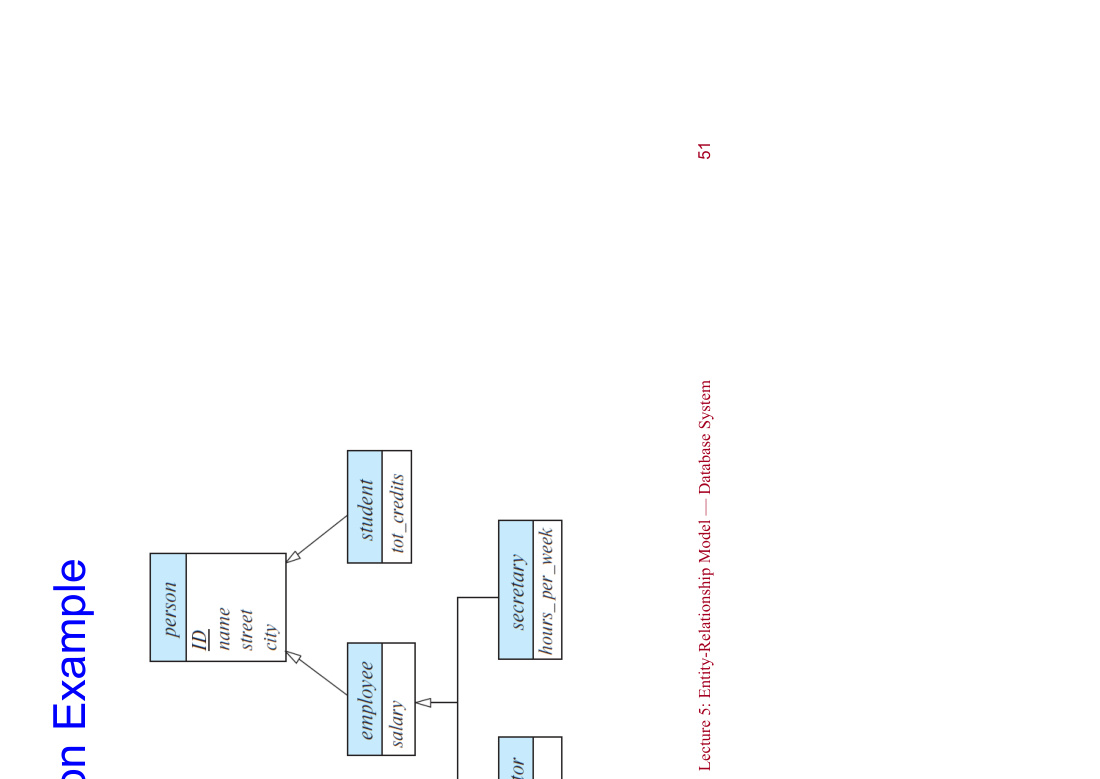 on Example
person
ID
name
street
city
employee
salary
student
tot_credits
tor
secretary
hours_per_week
Lecture 5: Entity-Relationship Model — Database System
51